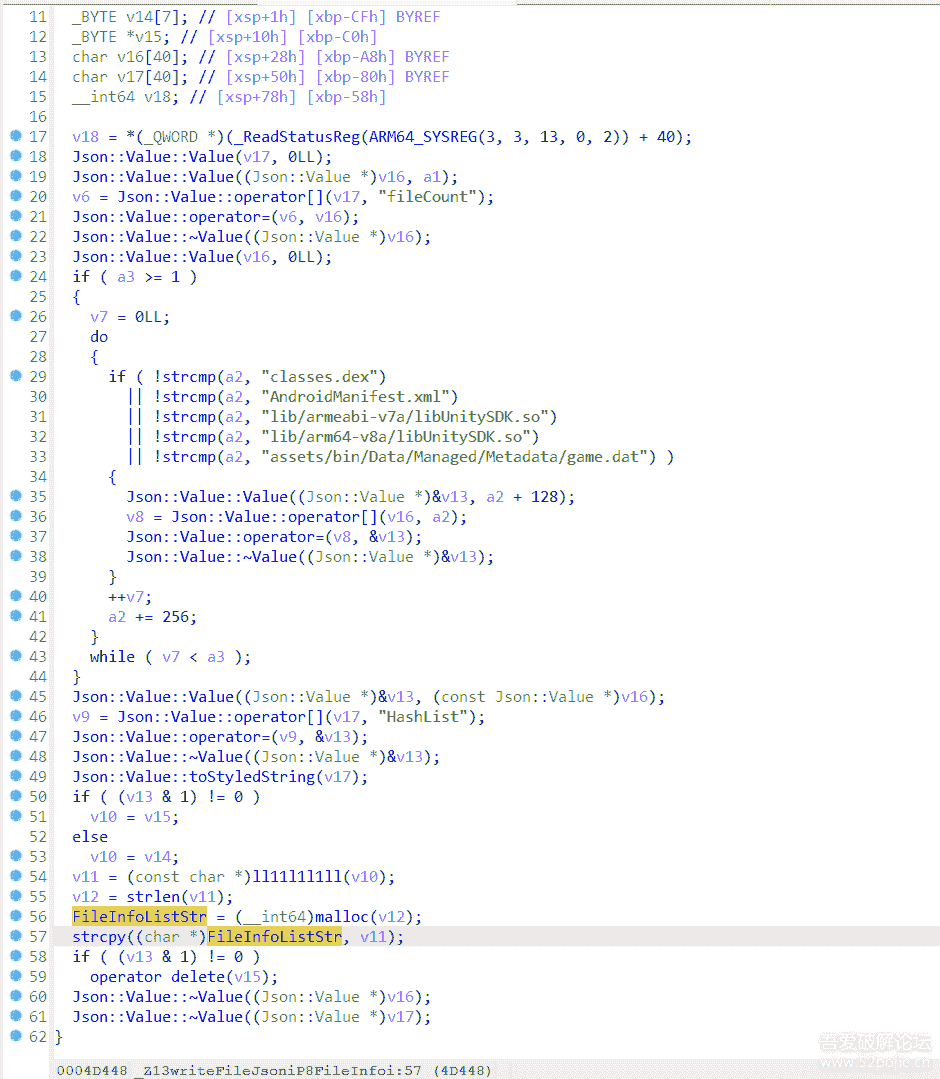 11 _BYTE v14[7]; // [xsp+1h] [xbp-CFh] BYREF
12 _BYTE *v15; // [xsp+10h] [xbp-C0h]
13 char v16[40]; // [xsp+28h] [xbp-A8h] BYREF
14 char v17[40]; // [xsp+50h] [xbp-80h] BYREF
15 __int64 v18; // [xsp+78h] [xbp-58h]
16
17 v18 = *(_QWORD *)(_ReadStatusReg(ARM64_SYSREG(3, 3, 13, 0, 2)) + 40);
18 Json::Value::Value(v17, 0LL);
19 Json::Value::Value((Json::Value *)v16, a1);
20 v6 = Json::Value::operator[](v17, "fileCount");
21 Json::Value::operator=(v6, v16);
22 Json::Value::~Value((Json::Value *)v16);
23 Json::Value::Value(v16, 0LL);
24 if ( a3 >= 1 )
25 {
26 v7 = 0LL;
27 do
28 {
29 if ( !strcmp(a2, "classes.dex")
30 || !strcmp(a2, "AndroidManifest.xml")
31 || !strcmp(a2, "lib/armeabi-v7a/libUnitySDK.so")
32 || !strcmp(a2, "lib/arm64-v8a/libUnitySDK.so")
33 || !strcmp(a2, "assets/bin/Data/Managed/Metadata/game.dat") )
34 {
35 Json::Value::Value((Json::Value *)&v13, a2 + 128);
36 v8 = Json::Value::operator[](v16, a2);
37 Json::Value::operator=(v8, &v13);
38 Json::Value::~Value((Json::Value *)&v13);
39 }
40 ++v7;
41 a2 += 256;
42 }
43 while ( v7 < a3 );
44 }
45 Json::Value::Value((Json::Value *)&v13, (const Json::Value *)v16);
46 v9 = Json::Value::operator[](v17, "HashList");
47 Json::Value::operator=(v9, &v13);
48 Json::Value::~Value((Json::Value *)&v13);
49 Json::Value::toStyledString(v17);
50 if ( (v13 & 1) != 0 )
51 v10 = v15;
52 else
53 v10 = v14;
54 v11 = (const char *)ll11l1l1ll(v10);
55 v12 = strlen(v11);
56 FileInfoListStr = (__int64)malloc(v12);
57 strcpy((char *)FileInfoListStr, v11);
58 if ( (v13 & 1) != 0 )
59 operator delete(v15);
60 Json::Value::~Value((Json::Value *)v16);
61 Json::Value::~Value((Json::Value *)v17);
62 }
0004D448 _Z13writeFileJsoniP8FileInfoi:57 (4D448)
吾爱破解论坛
www.52pojie.cn